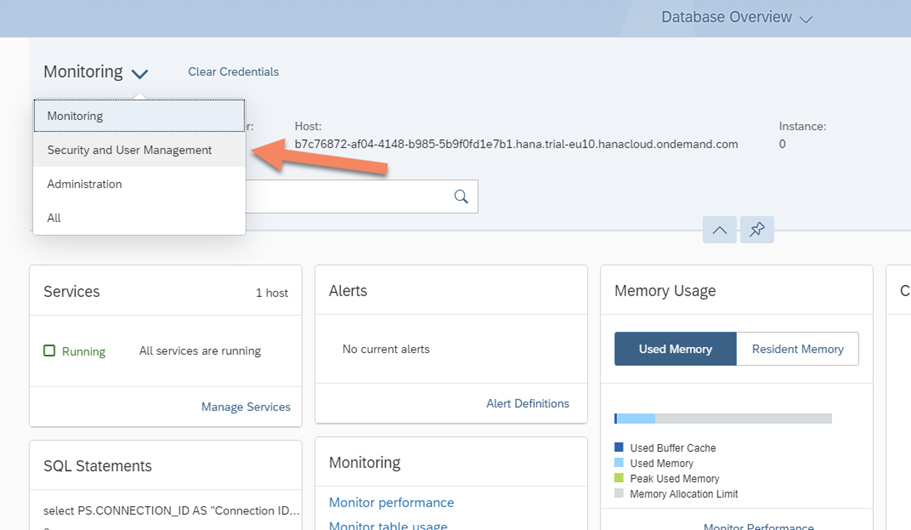 Database Overview
Monitoring
Clear Credentials
Monitoring
Security and User Management
Administration
All
r:
Host:
b7c76872-af04-4148-b985-5b9f0fd1e7b1.hana.trial-eu10.hanacloud.ondemand.com
Instance:
0
Services
1 host
Running
All services are running
Manage Services
Alerts
No current alerts
Alert Definitions
Memory Usage
Used Memory
Resident Memory
Used Buffer Cache
Used Memory
Peak Used Memory
Memory Allocation Limit
Monitor Performance
C
SQL Statements
select PS.CONNECTION_ID AS "Connection ID...
Monitoring
Monitor performance
Monitor table usage